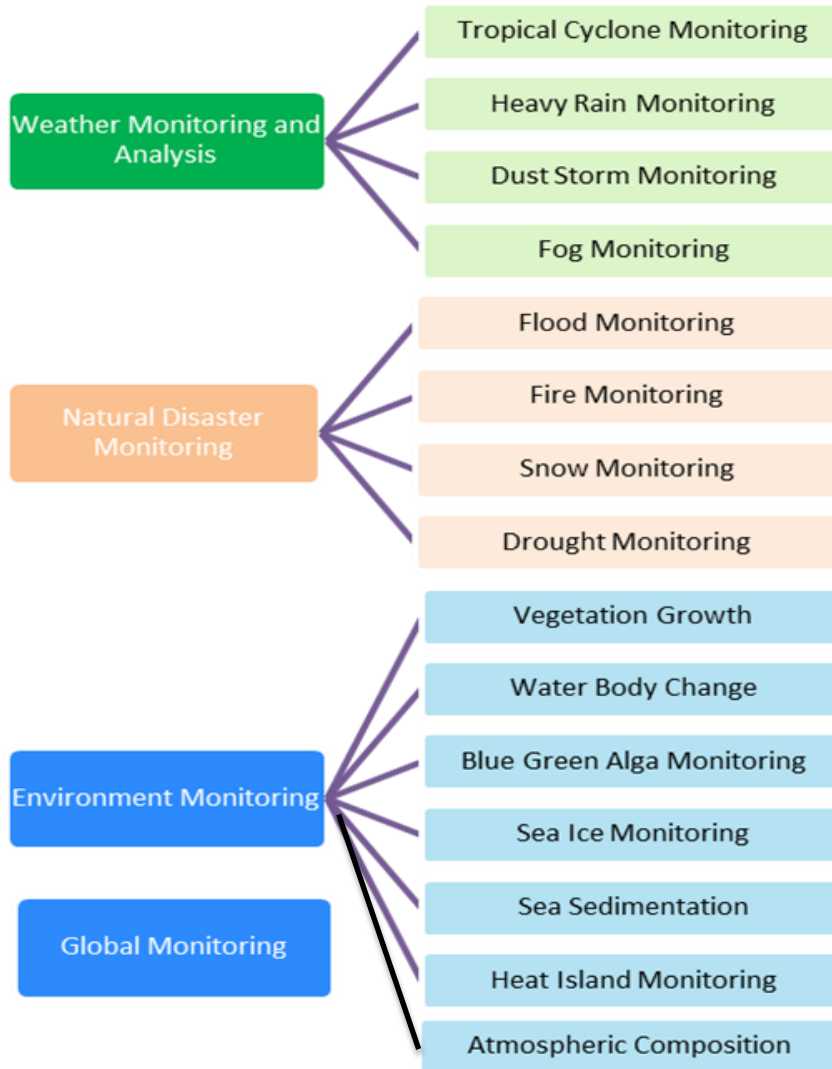 Weather Monitoring and
Analysis
Tropical Cyclone Monitoring
Heavy Rain Monitoring
Dust Storm Monitoring
Fog Monitoring
Natural Disaster
Monitoring
Flood Monitoring
Fire Monitoring
Snow Monitoring
Drought Monitoring
Environment Monitoring
Vegetation Growth
Water Body Change
Blue Green Alga Monitoring
Sea Ice Monitoring
Sea Sedimentation
Heat Island Monitoring
Atmospheric Composition
Global Monitoring